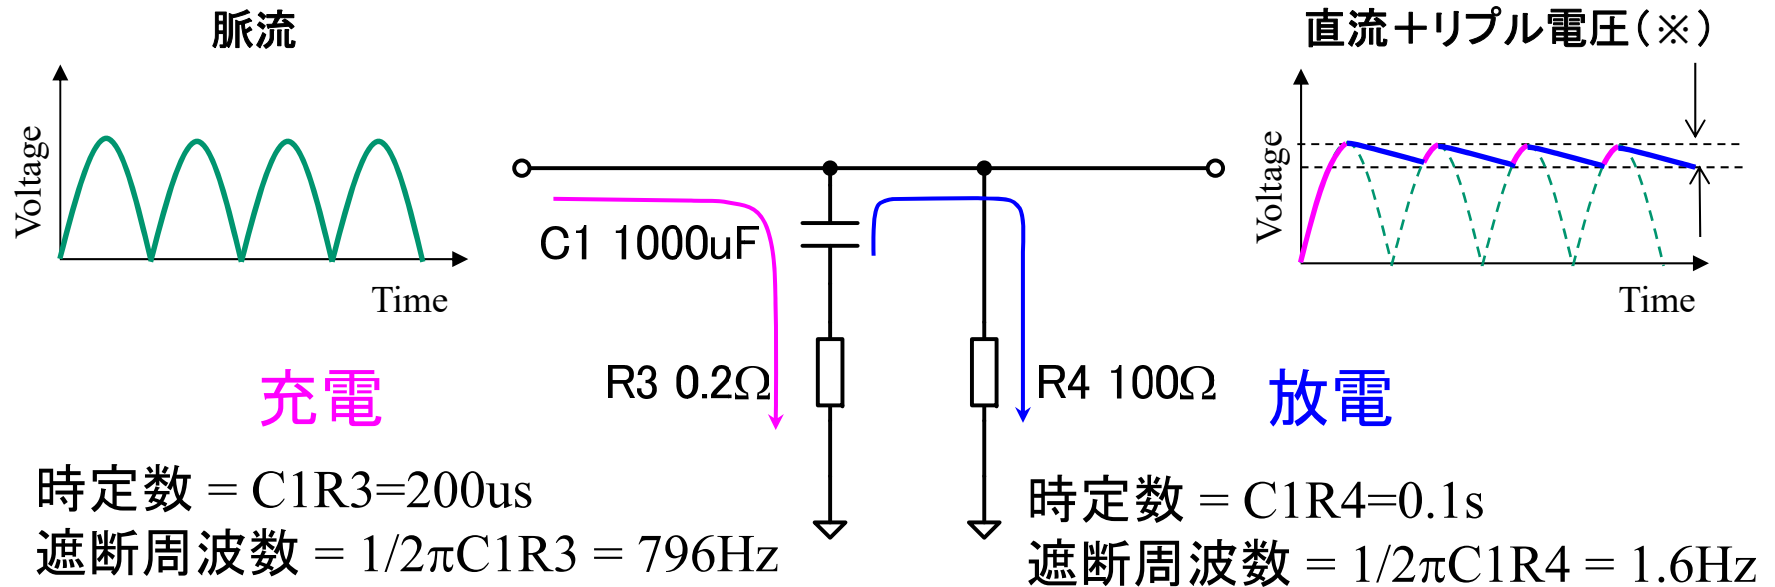 脈流
Voltage
Time
直流＋リプル電圧(※)
Voltage
Time
C1 1000uF
R3 0.2Ω
R4 100Ω
充電
放電
時定数 = C1R3=200us
遮断周波数 = 1/2πC1R3 = 796Hz
時定数 = C1R4=0.1s
遮断周波数 = 1/2πC1R4 = 1.6Hz